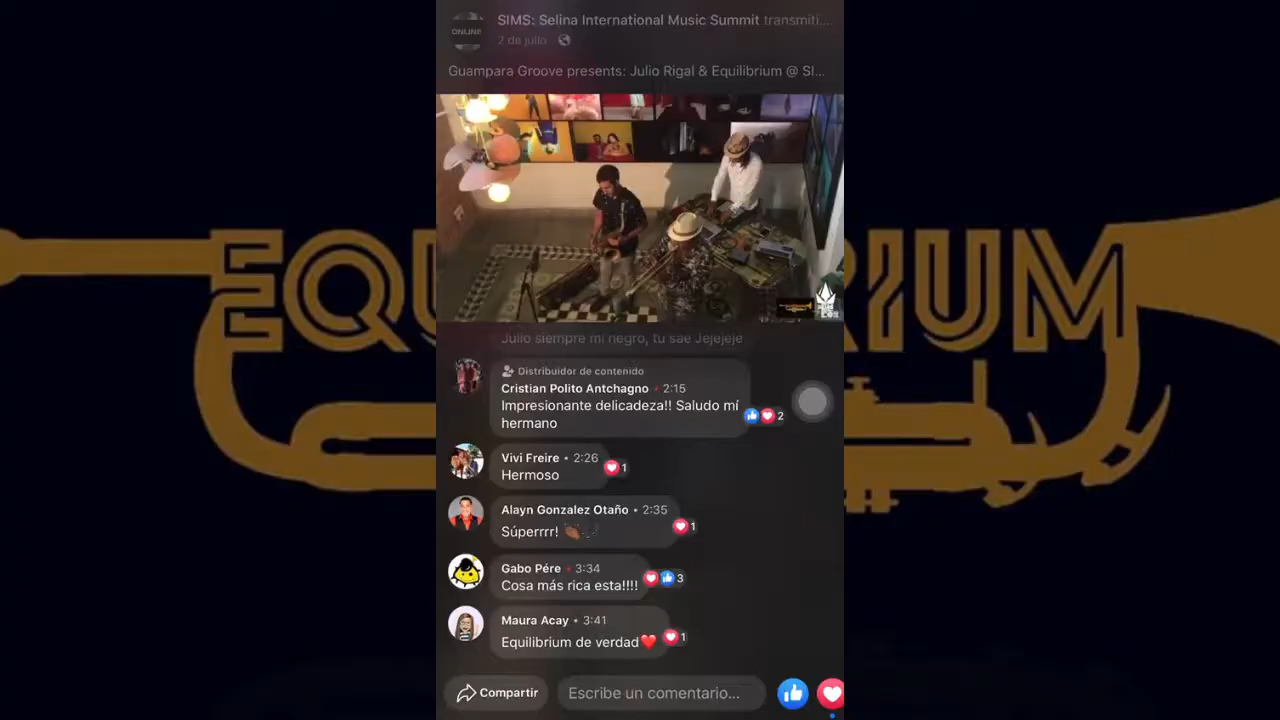 SIMS: Selina International Music Summit transmiti...
ONLINE
2 de julio
Guampara Groove presents: Julio Rigal & Equilibrium @ SI...
EQU
RIUM
Julio siempre mi negro, tu sae Jejejeje
Distribuidor de contenido
Cristian Polito Antchagno • 2:15
Impresionante delicadeza!! Saludo mí
hermano
2
Vivi Freire • 2:26
Hermoso
1
Alayn Gonzalez Otaño • 2:35
Súperrrr!
1
Gabo Pére • 3:34
Cosa más rica esta!!!!
3
Maura Acay • 3:41
Equilibrium de verdad❤️
1
Compartir
Escribe un comentario...